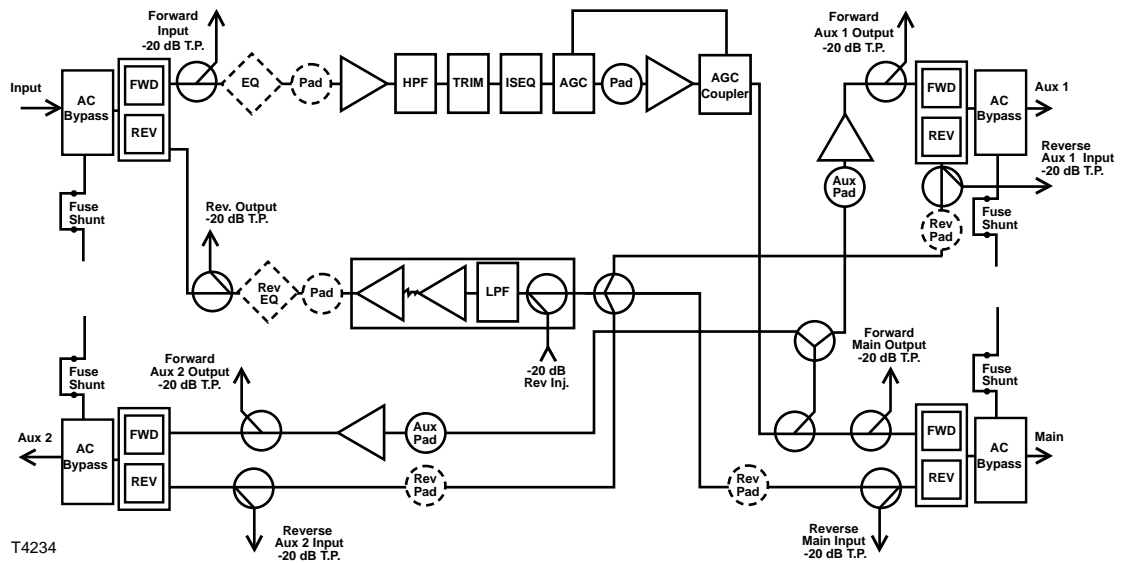 Forward
Input
-20 dB T.P.
Input
AC
Bypass
FWD
REV
EQ
Pad
HPF
TRIM
ISEQ
AGC
Pad
AGC
Coupler
Forward
Aux 1 Output
-20 dB T.P.
FWD
REV
AC
Bypass
Aux 1
Reverse
Aux 1 Input
-20 dB T.P.
Aux
Pad
Rev
Pad
Fuse
Shunt
Fuse
Shunt
Rev. Output
-20 dB T.P.
Rev
EQ
Pad
LPF
-20 dB
Rev Inj.
Forward
Main Output
-20 dB T.P.
Fuse
Shunt
Fuse
Shunt
Forward
Aux 2 Output
-20 dB T.P.
Aux 2
AC
Bypass
FWD
REV
Aux
Pad
Rev
Pad
Rev
Pad
FWD
REV
AC
Bypass
Main
Reverse
Aux 2 Input
-20 dB T.P.
Reverse
Main Input
-20 dB T.P.
T4234